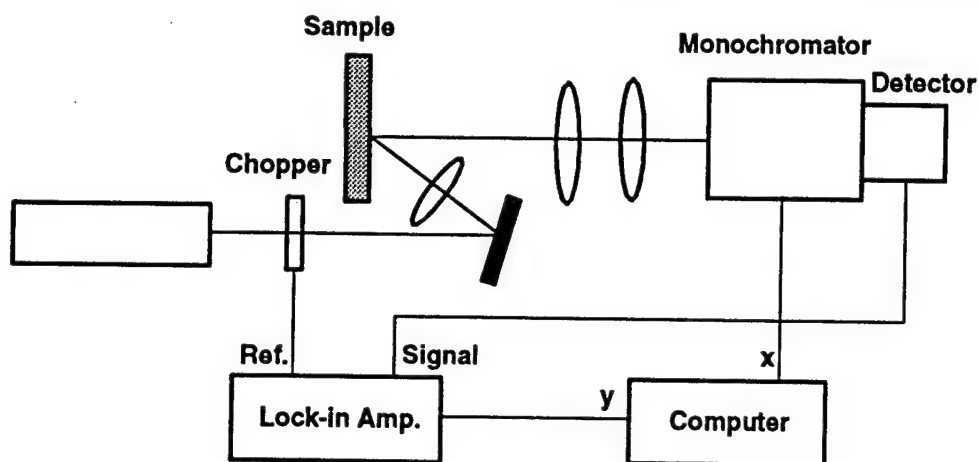 Sample
Monochromator
Detector
Chopper
Ref.
Signal
x
y
Lock-in Amp.
Computer